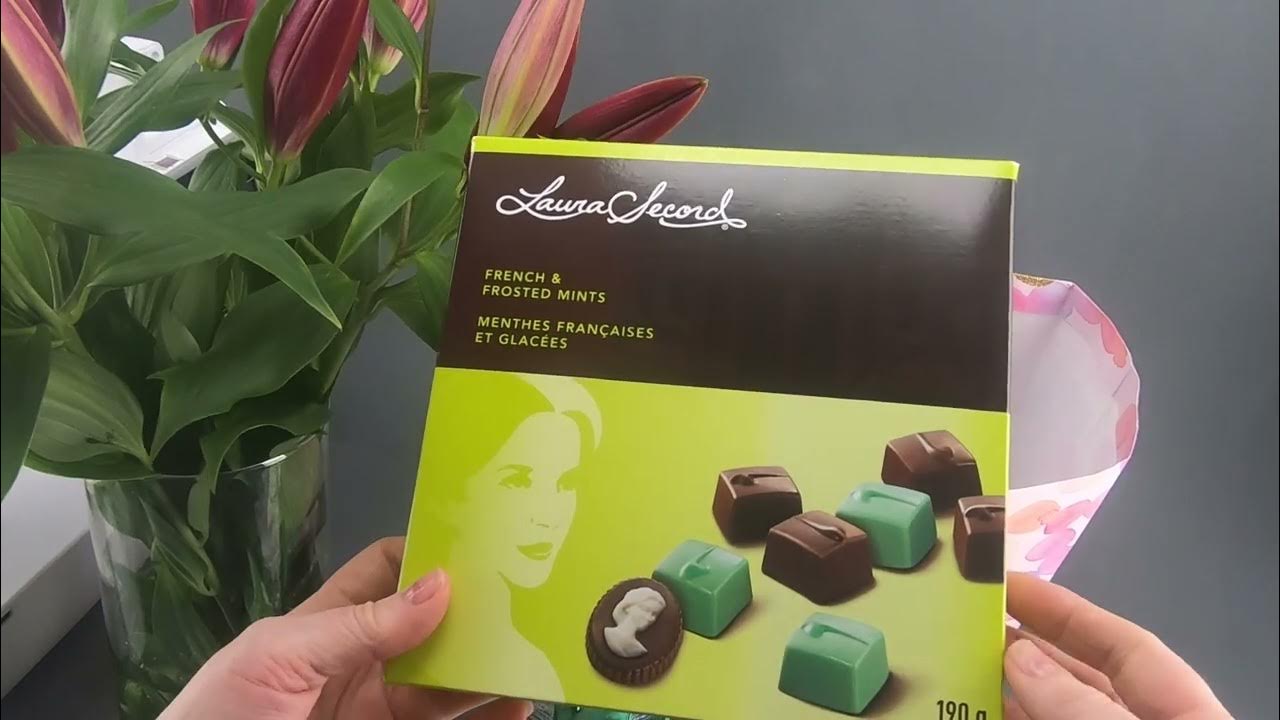 Laura Secord
FRENCH &
FROSTED MINTS
MENTHES FRANÇAISES
ET GLACÉES
190 g